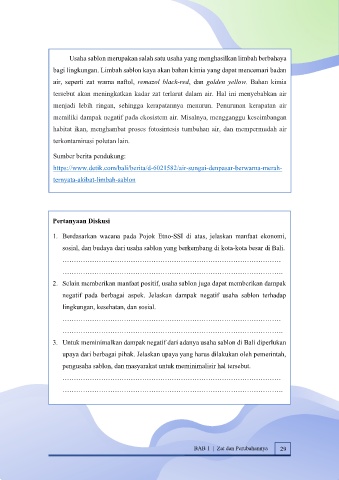 Usaha sablon merupakan salah satu usaha yang menghasilkan limbah berbahaya
bagi lingkungan. Limbah sablon kaya akan bahan kimia yang dapat mencemari badan
air, seperti zat warna naftol, remazol black-red, dan golden yellow. Bahan kimia
tersebut akan meningkatkan kadar zat terlarut dalam air. Hal ini menyebabkan air
menjadi lebih ringan, sehingga kerapatannya menurun. Penurunan kerapatan air
memiliki dampak negatif pada ekosistem air. Misalnya, mengganggu keseimbangan
habitat ikan, menghambat proses fotosintesis tumbuhan air, dan mempermudah air
terkontaminasi polutan lain.
Sumber berita pendukung:
https://www.detik.com/bali/berita/d-6021582/air-sungai-denpasar-berwarna-merah-
ternyata-akibat-limbah-sablon
Pertanyaan Diskusi
1. Berdasarkan wacana pada Pojok Etno-SSI di atas, jelaskan manfaat ekonomi,
sosial, dan budaya dari usaha sablon yang berkembang di kota-kota besar di Bali.
2. Selain memberikan manfaat positif, usaha sablon juga dapat memberikan dampak
negatif pada berbagai aspek. Jelaskan dampak negatif usaha sablon terhadap
lingkungan, kesehatan, dan sosial.
3. Untuk meminimalkan dampak negatif dari adanya usaha sablon di Bali diperlukan
upaya dari berbagai pihak. Jelaskan upaya yang harus dilakukan oleh pemerintah,
pengusaha sablon, dan masyarakat untuk meminimalisir hal tersebut.
BAB 1 | Zat dan Perubahannya 29